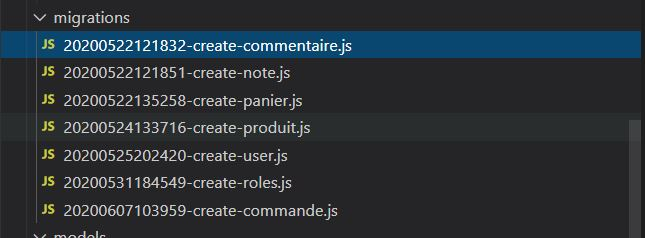 migrations
JS 20200522121832-create-commentaire.js
JS 20200522121851-create-note.js
JS 20200522135258-create-panier.js
JS 20200524133716-create-produit.js
JS 20200525202420-create-user.js
JS 20200531184549-create-roles.js
JS 20200607103959-create-commande.js
models